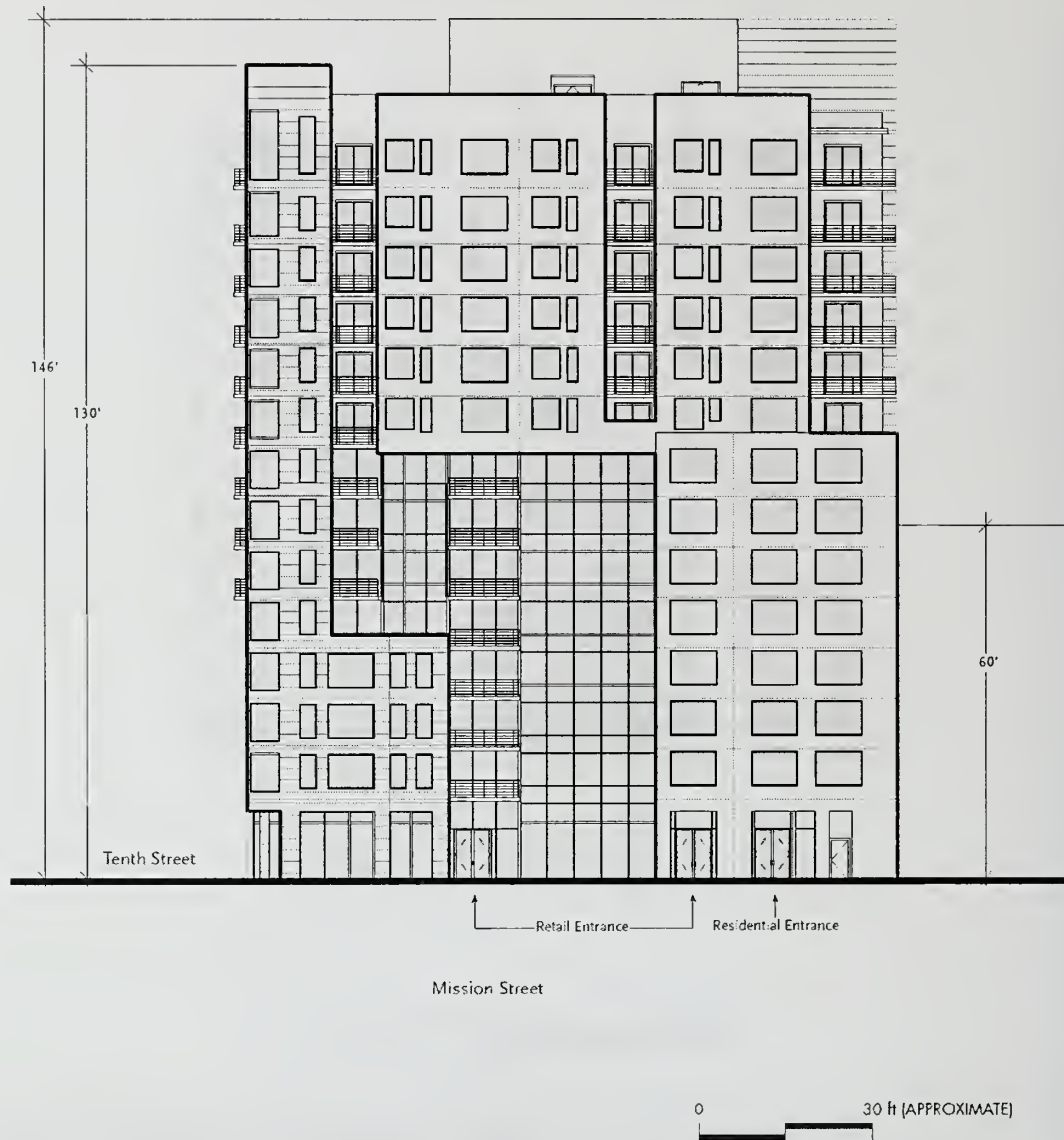 146'
130'
60'
Tenth Street
Retail Entrance
Residential Entrance
Mission Street
0 30 ft (APPROXIMATE)